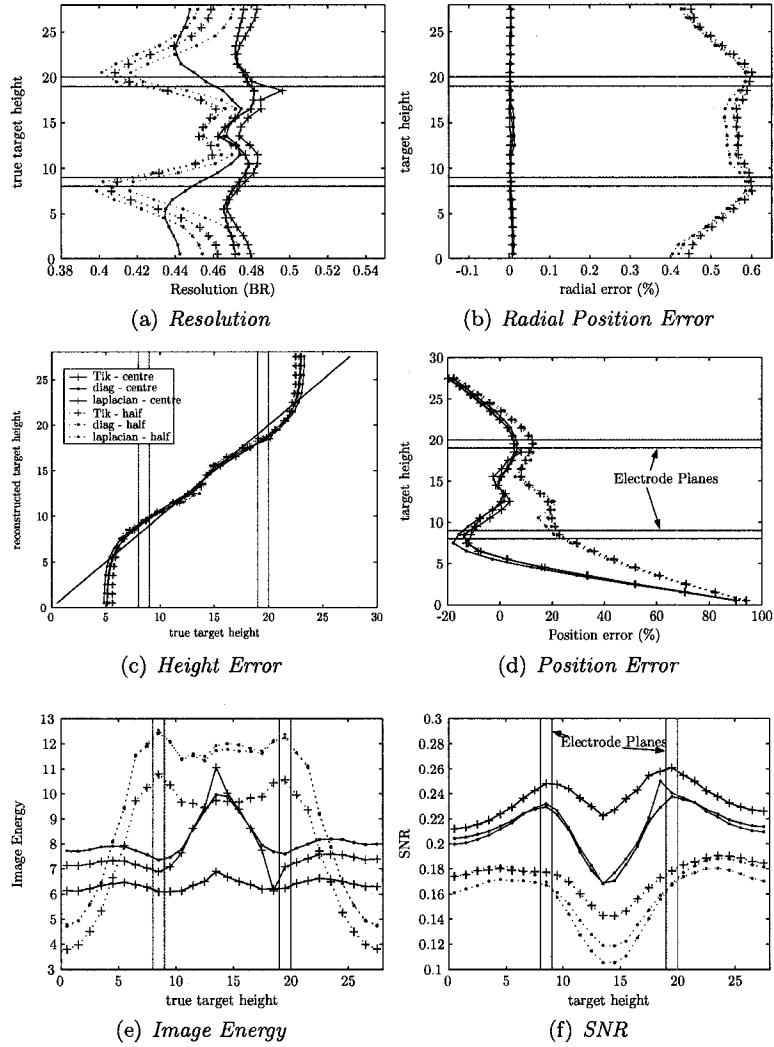 25
20
15
10
5
0
true target height
0.38 0.4 0.42 0.44 0.46 0.48 0.5 0.52 0.54
Resolution (BR)
(a) Resolution
25
20
15
10
5
0
target height
-0.1 0 0.1 0.2 0.3 0.4 0.5 0.6
radial error (%)
(b) Radial Position Error
25
20
15
10
5
0
reconstructed target height
Tik - centre
diag - centre
laplacian - centre
Tik - half
diag - half
laplacian - half
0 5 10 15 20 25 30
true target height
(c) Height Error
30
25
20
15
10
5
0
target height
Electrode Planes
-20 0 20 40 60 80 100
Position error (%)
(d) Position Error
13
12
11
10
9
8
7
6
5
4
3
Image Energy
0 5 10 15 20 25
true target height
(e) Image Energy
0.3
0.28
0.26
0.24
0.22
0.2
0.18
0.16
0.14
0.12
0.1
SNR
Electrode Planes
0 5 10 15 20 25
target height
(f) SNR